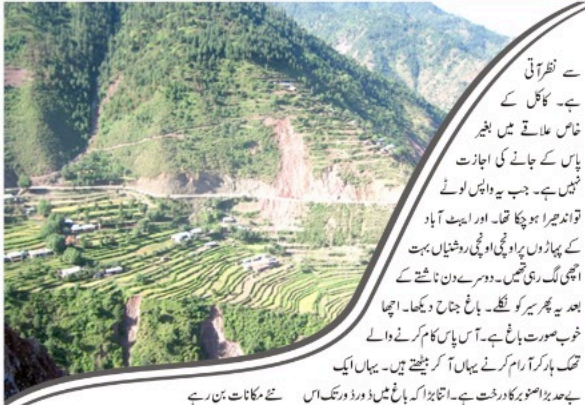 سے نظر آتی
ہے۔ کاکل کے
خاص علاقے میں بغیر
پاس کے جانے کی اجازت
نہیں ہے۔ جب یہ واپس لوٹے
تو اندھیرا ہو چکا تھا۔ اور ایبٹ آباد
کے پہاڑوں پر اونچی اونچی روشنیاں بہت
اچھی لگ رہی تھیں۔ دوسرے دن ناشتے کے
بعد یہ پھر سیر کو نکلے۔ باغ جناح دیکھا۔ اچھا
خوب صورت باغ ہے۔ آس پاس کام کرنے والے
تھک ہار کر آرام کرنے یہاں آ کر بیٹھتے ہیں۔ یہاں ایک
بے حد بڑا صنوبر کا درخت ہے۔ اتنا بڑا کہ باغ میں دُور دُور تک اس
نئے مکانات بن رہے